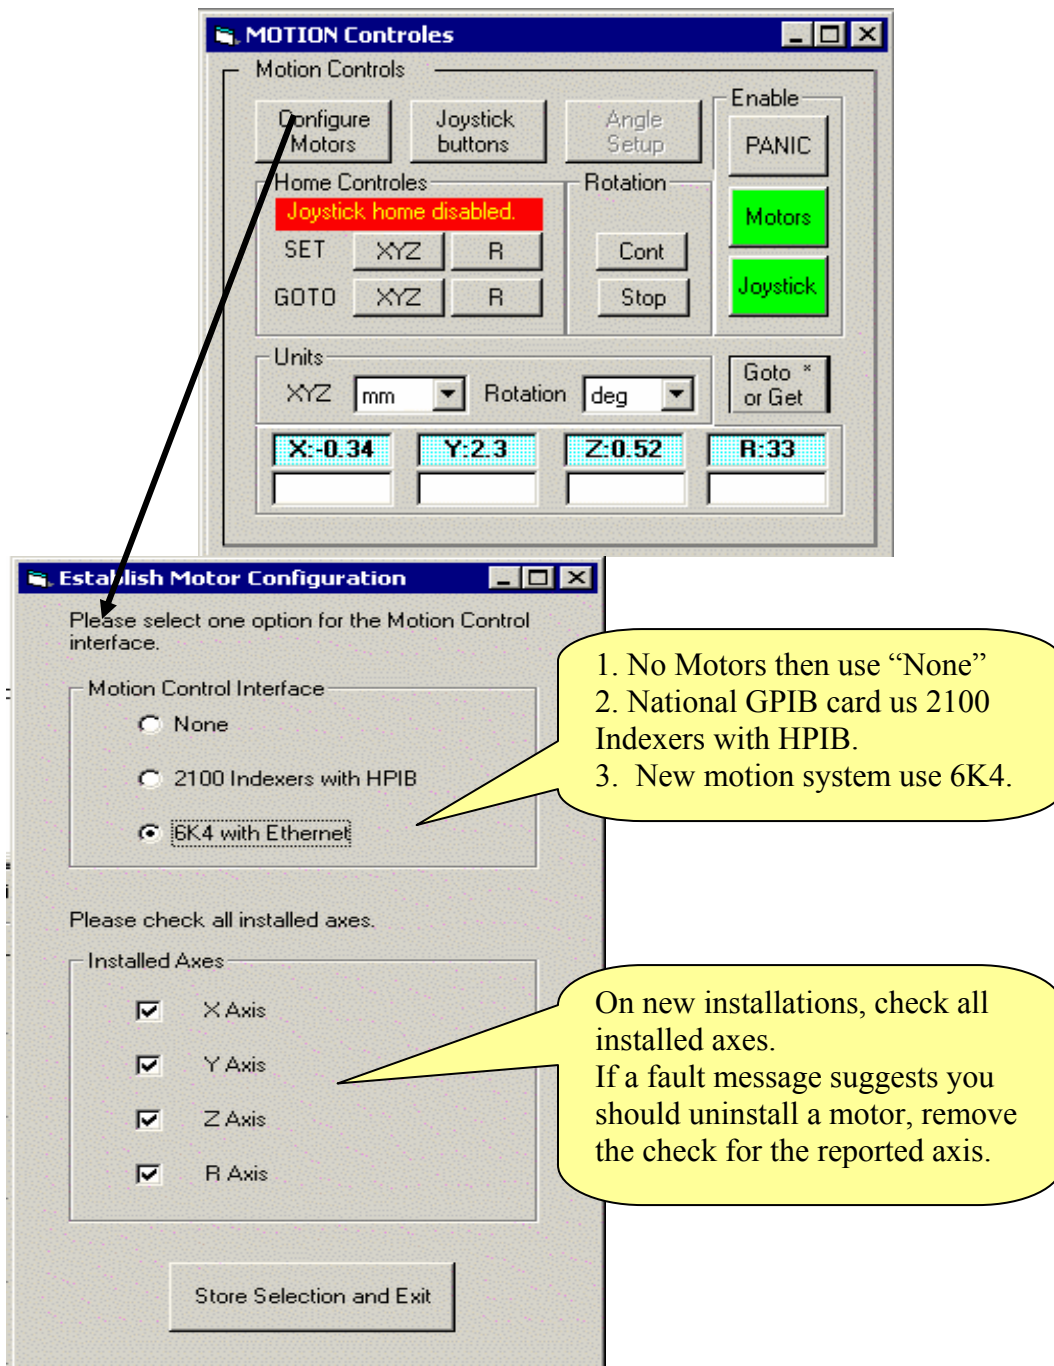 MOTION Controles
Motion Controls
Configure
Motors
Joystick
buttons
Angle
Setup
Enable
PANIC
Motors
Joystick
Home Controles
Joystick home disabled.
SET XYZ R
GOTO XYZ R
Rotation
Cont
Stop
Units
XYZ mm Rotation deg
Goto *
or Get
X:-0.34 Y:2.3 Z:0.52 R:33
Establish Motor Configuration
Please select one option for the Motion Control
interface.
Motion Control Interface
None
2100 Indexers with HPIB
6K4 with Ethernet
1. No Motors then use “None”
2. National GPIB card us 2100
Indexers with HPIB.
3. New motion system use 6K4.
Please check all installed axes.
Installed Axes
X Axis
Y Axis
Z Axis
R Axis
On new installations, check all
installed axes.
If a fault message suggests you
should uninstall a motor, remove
the check for the reported axis.
Store Selection and Exit